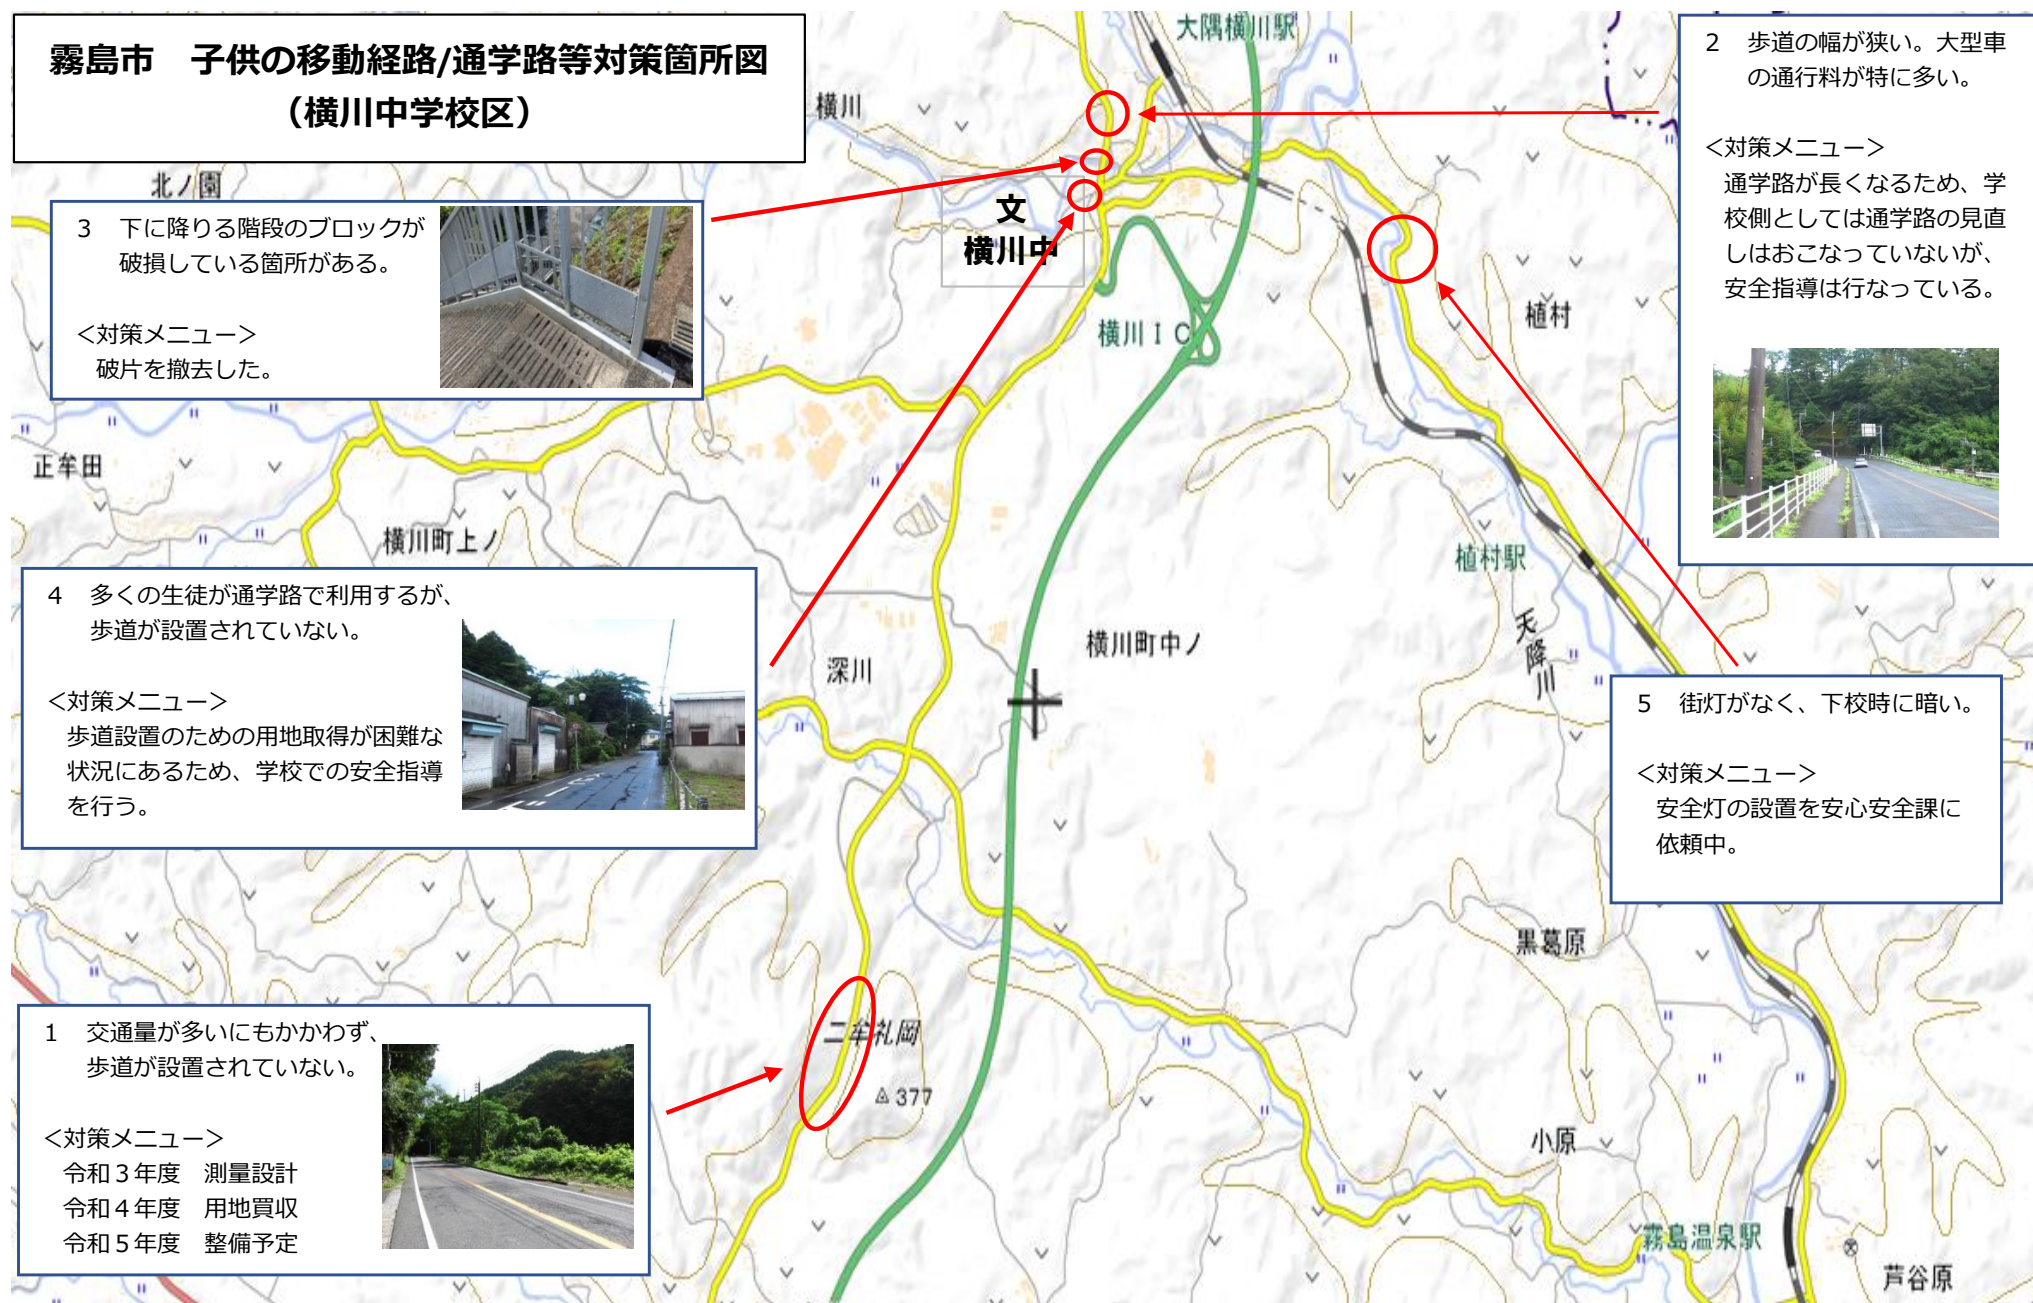 霧島市　子供の移動経路/通学路等対策箇所図
（横川中学校区）
2　歩道の幅が狭い。大型車
の通行料が特に多い。
＜対策メニュー＞
通学路が長くなるため、学
校側としては通学路の見直
しはおこなっていないが、
安全指導は行なっている。
3　下に降りる階段のブロックが
破損している箇所がある。
＜対策メニュー＞
破片を撤去した。
4　多くの生徒が通学路で利用するが、
歩道が設置されていない。
＜対策メニュー＞
歩道設置のための用地取得が困難な
状況にあるため、学校での安全指導
を行う。
5　街灯がなく、下校時に暗い。
＜対策メニュー＞
安全灯の設置を安心安全課に
依頼中。
1　交通量が多いにもかかわず、
歩道が設置されていない。
＜対策メニュー＞
令和３年度　測量設計
令和４年度　用地買収
令和５年度　整備予定
大隅横川駅
横川
北ノ園
文
横川中
横川ＩＣ
植村
正牟田
横川町上ノ
植村駅
天降川
横川町中ノ
深川
黒葛原
二牟礼岡
377
小原
霧島温泉駅
芦谷原